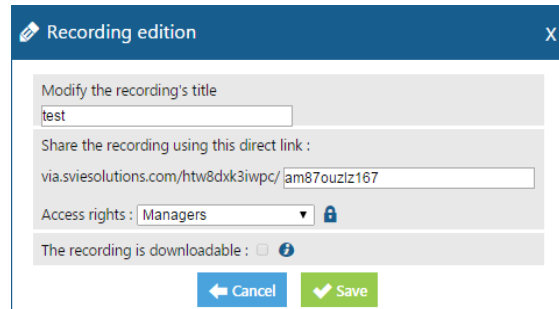 Recording edition X
Modify the recording's title
test
Share the recording using this direct link :
via.sviesolutions.com/htw8dxk3iwpc/ am87ouzlz167
Access rights : Managers
The recording is downloadable :
Cancel Save